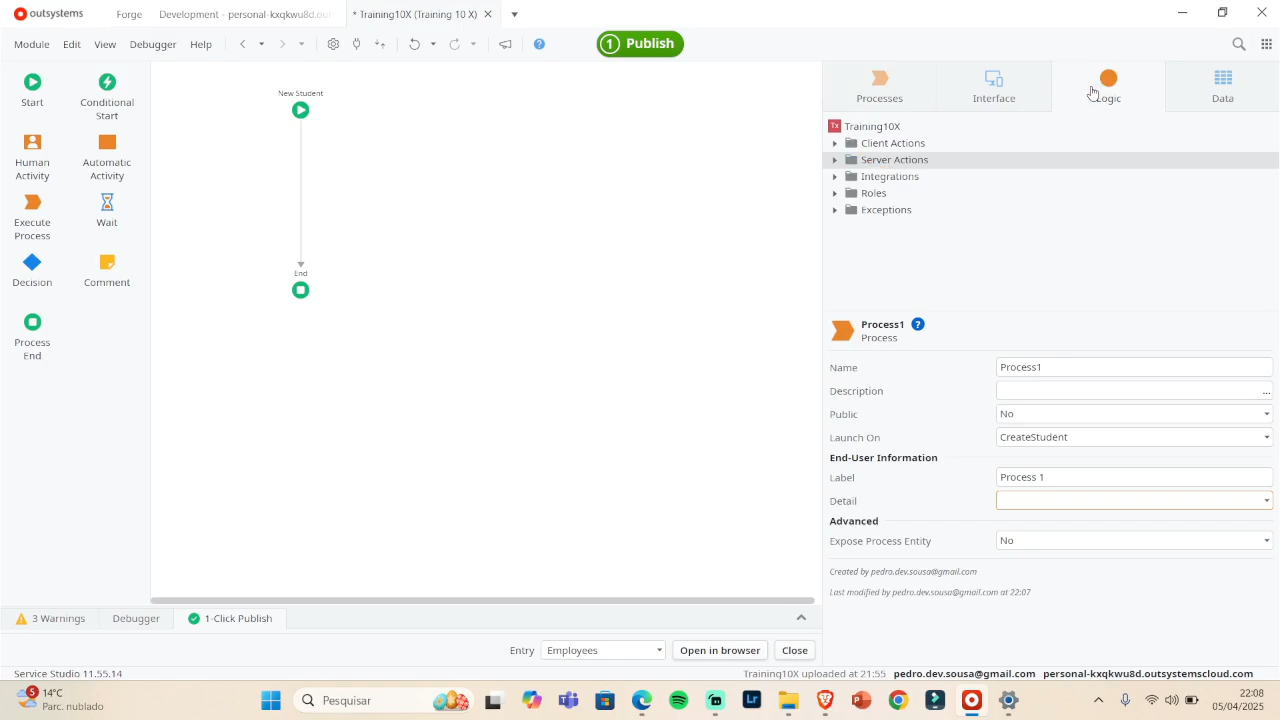 outsystems
Forge
Development - personal-kxqkwu8d.out
* Training10X (Training 10 X)
Module Edit View Debugger Help
1 Publish
Start
Conditional Start
Human Activity
Automatic Activity
Execute Process
Wait
Decision
Comment
Process End
New Student
End
Processes
Interface
Logic
Data
Tx Training10X
Client Actions
Server Actions
Integrations
Roles
Exceptions
Process1 ?
Process
Name Process1
Description ...
Public No
Launch On CreateStudent
End-User Information
Label Process 1
Detail
Advanced
Expose Process Entity No
Created by pedro.dev.sousa@gmail.com
Last modified by pedro.dev.sousa@gmail.com at 22:07
3 Warnings Debugger 1-Click Publish
Entry Employees Open in browser Close
Service Studio 11.55.14 Training10X uploaded at 21:55 pedro.dev.sousa@gmail.com personal-kxqkwu8d.outsystemscloud.com
5 14°C
Parc. nublado
Pesquisar
Lr
22:08
05/04/2025